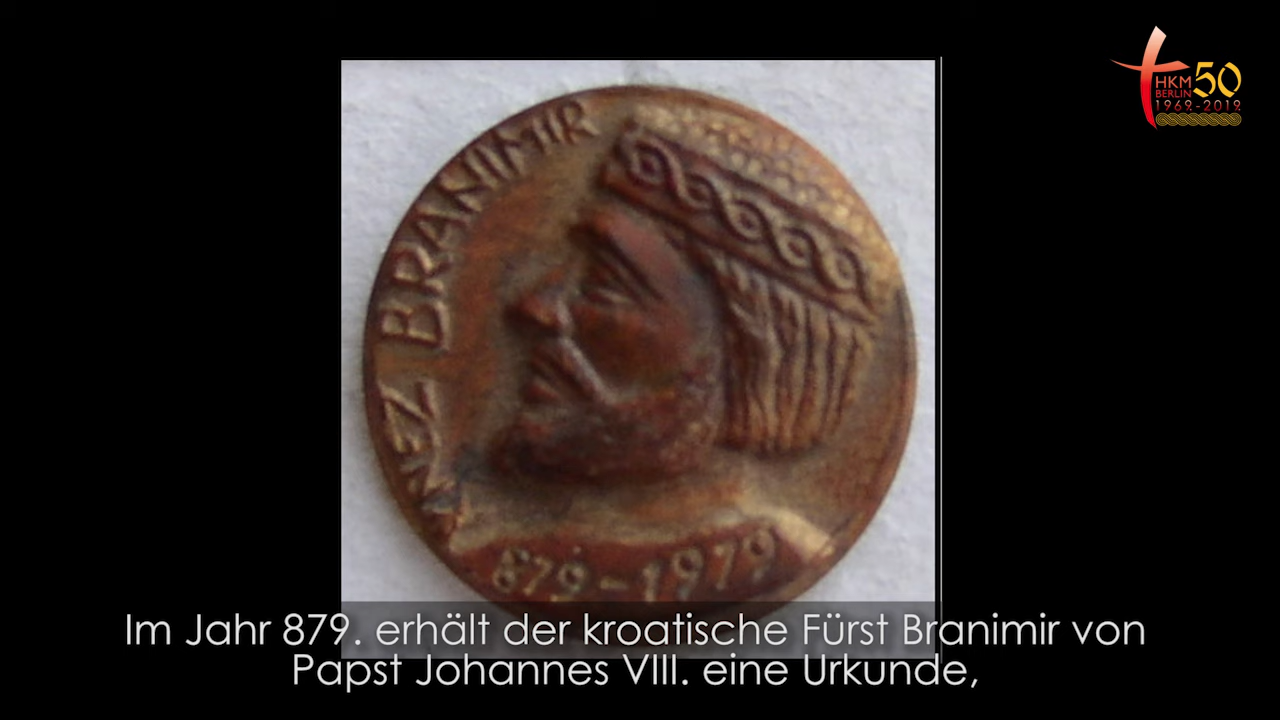 HKM 50
BERLIN
1969-2019
KNEZ BRANIMIR
879-1979
Im Jahr 879. erhält der kroatische Fürst Branimir von
Papst Johannes VIII. eine Urkunde,